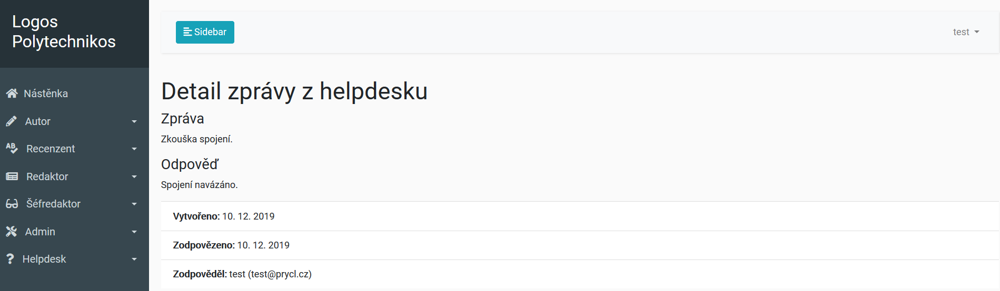 Logos
Polytechnikos
Sidebar
test
Nástěnka
Autor
Recenzent
Redaktor
Šéfredaktor
Admin
Helpdesk
Detail zprávy z helpdesku
Zpráva
Zkouška spojení.
Odpověď
Spojení navázáno.
Vytvořeno: 10. 12. 2019
Zodpovězeno: 10. 12. 2019
Zodpověděl: test (test@prycl.cz)